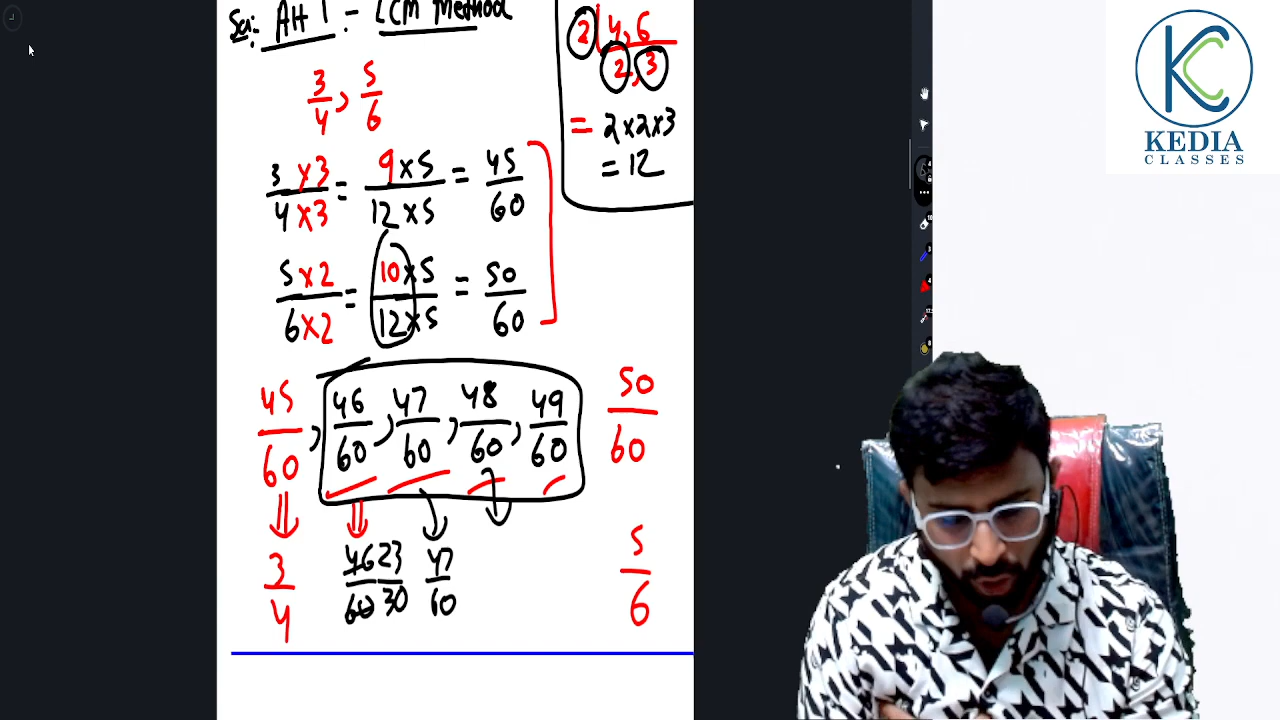 Sol: Alt 1:- LCM Method
3/4, 5/6
3×3/4×3 = 9×5/12×5 = 45/60
5×2/6×2 = 10×5/12×5 = 50/60
45/60, 46/60, 47/60, 48/60, 49/60 50/60
3/4 46/60 23/30 47/60 5/6
2 | 4, 6
2, 3
= 2×2×3
= 12
KEDIA
CLASSES